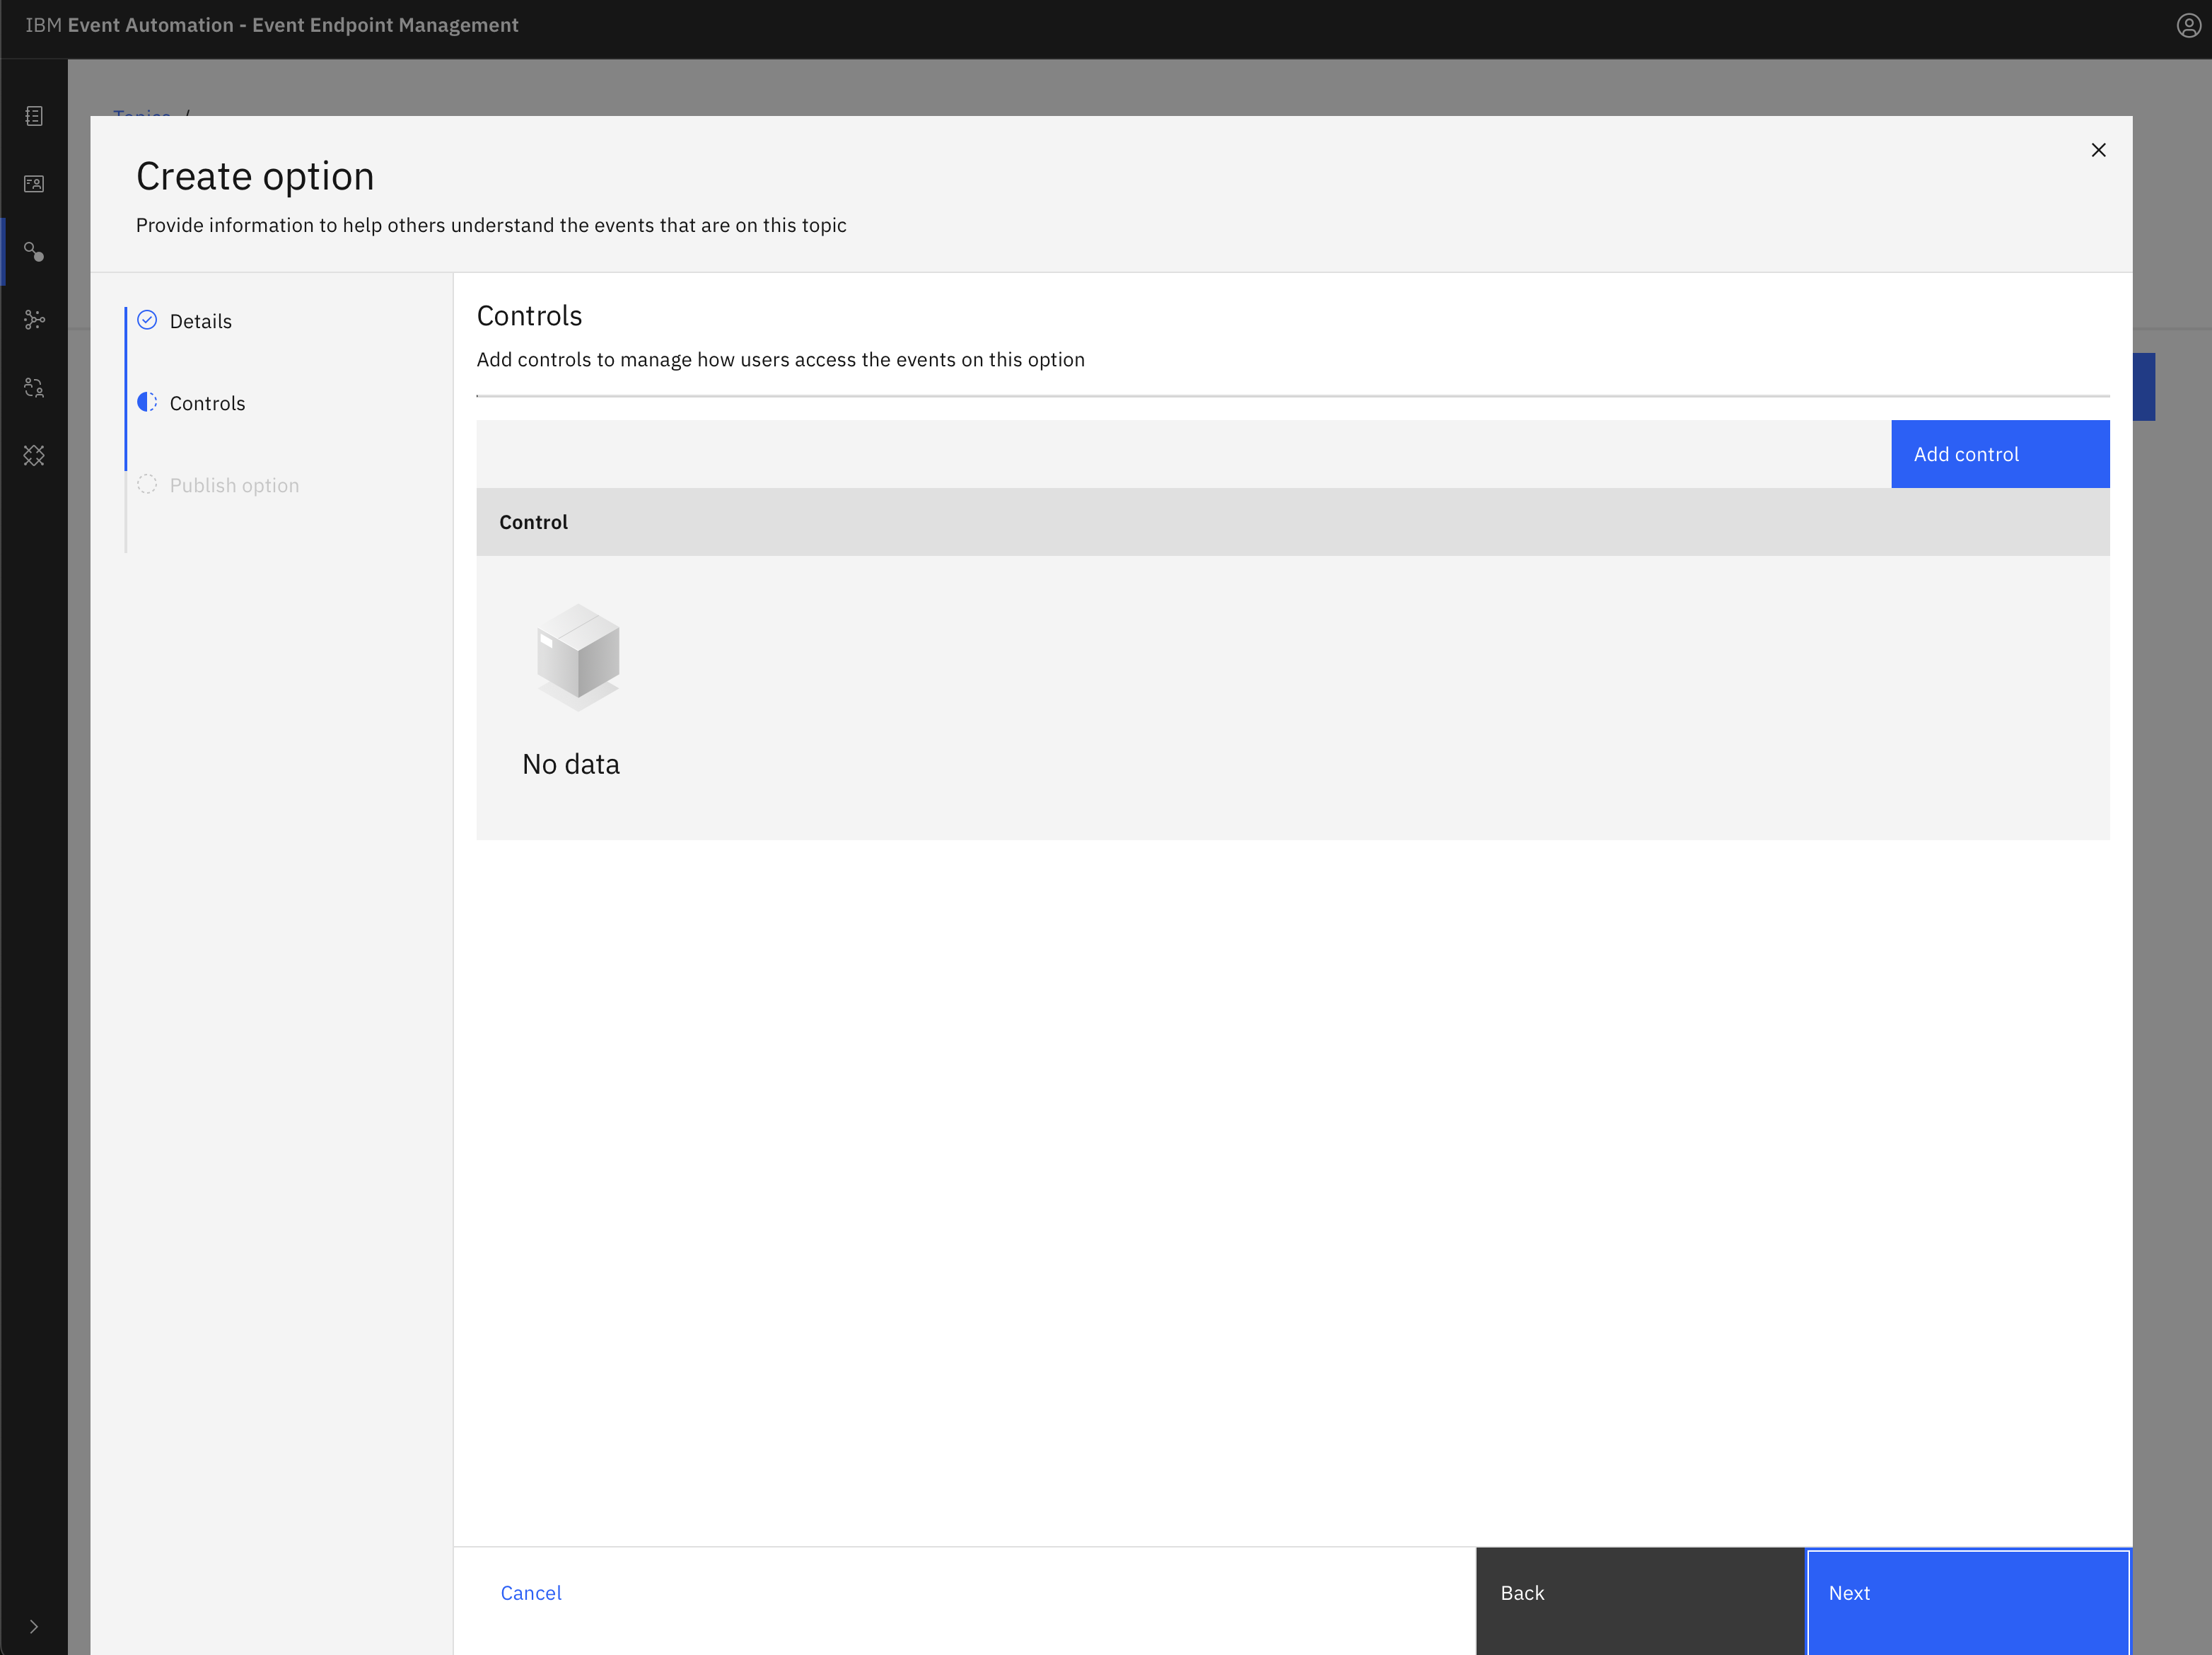 IBM Event Automation - Event Endpoint Management
Topics /
Create option
Provide information to help others understand the events that are on this topic
Details
Controls
Publish option
Controls
Add controls to manage how users access the events on this option
Add control
Control
No data
Cancel
Back
Next